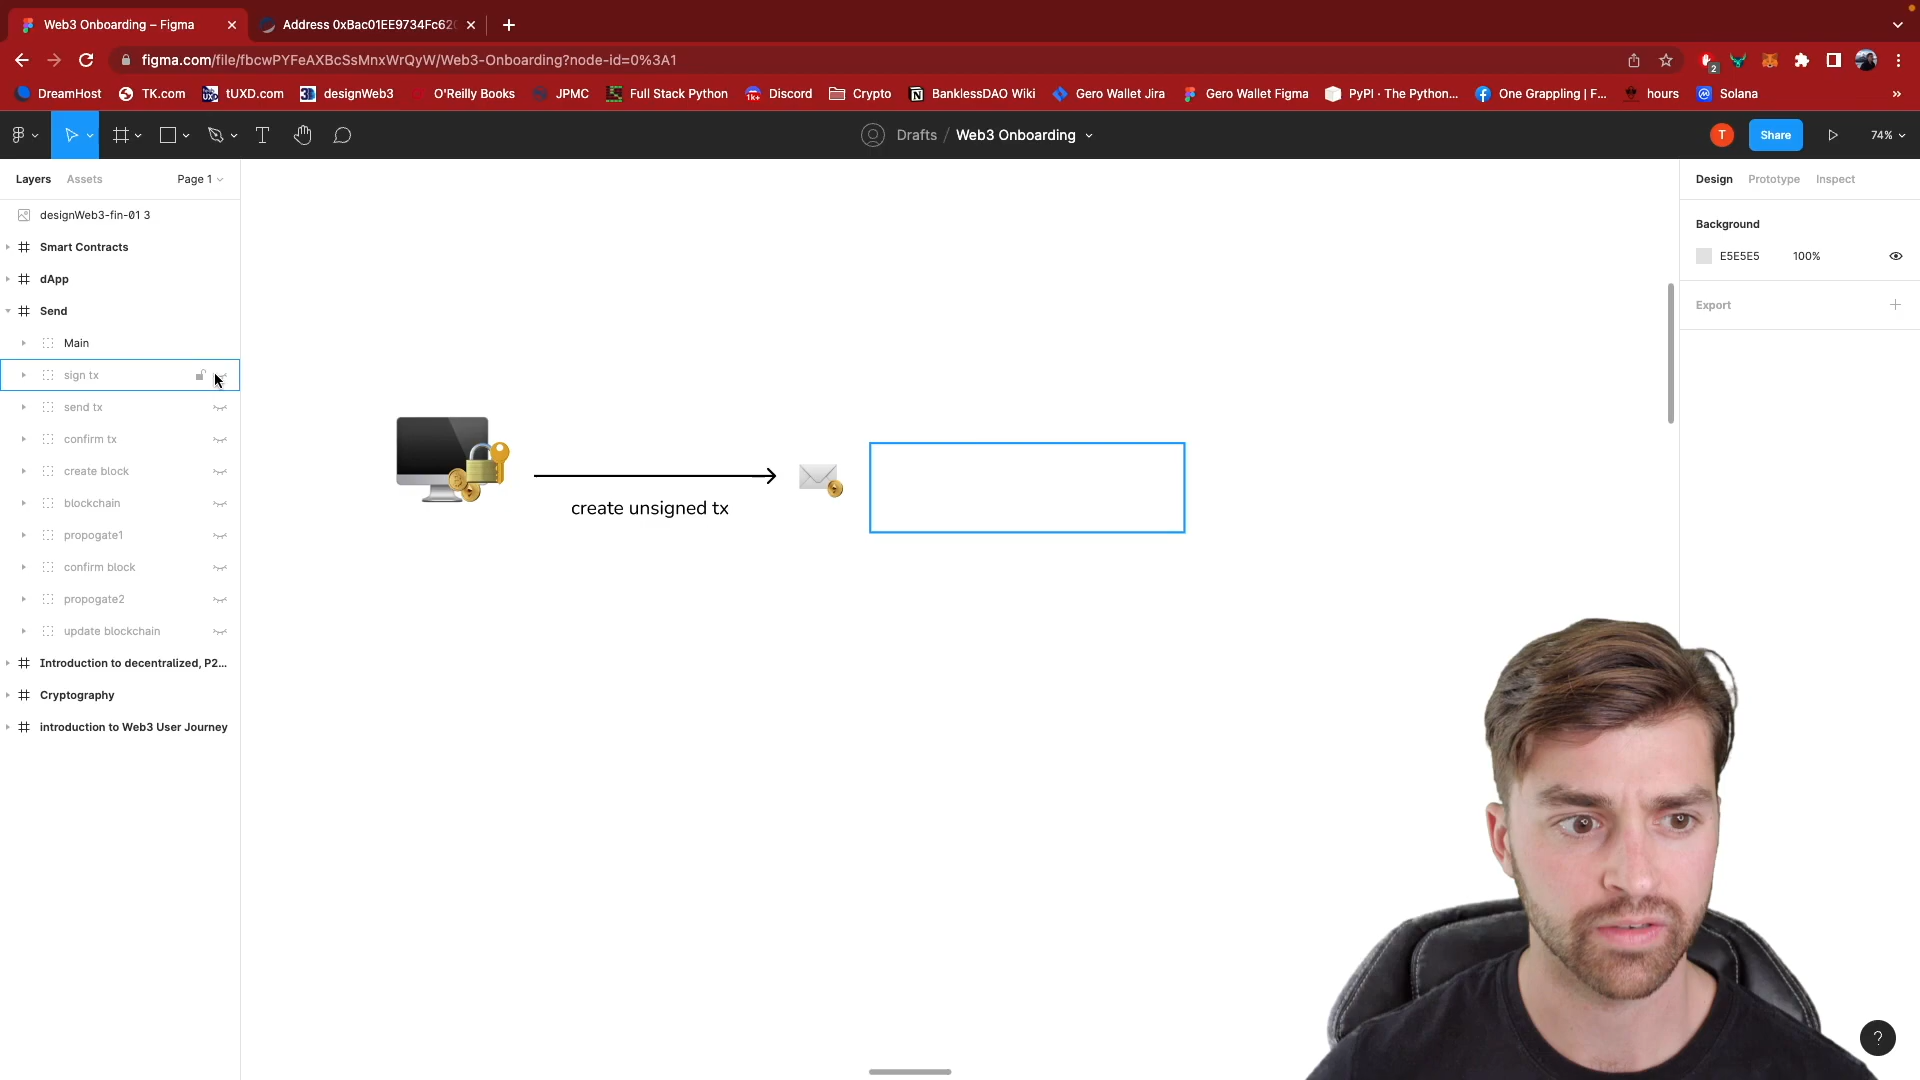 Web3 Onboarding – Figma
Address 0xBac01EE9734Fc620
figma.com/file/fbcwPYFeAXBcSsMnxWrQyW/Web3-Onboarding?node-id=0%3A1
2
DreamHost
TK.com
tUXD.com
designWeb3
O'Reilly Books
JPMC
Full Stack Python
Discord
Crypto
BanklessDAO Wiki
Gero Wallet Jira
Gero Wallet Figma
PyPI · The Python...
One Grappling | F...
hours
Solana
Drafts / Web3 Onboarding
T
Share
74%
Layers
Assets
Page 1
designWeb3-fin-01 3
Smart Contracts
dApp
Send
Main
sign tx
send tx
confirm tx
create block
blockchain
propogate1
confirm block
propogate2
update blockchain
Introduction to decentralized, P2...
Cryptography
introduction to Web3 User Journey
create unsigned tx
Design
Prototype
Inspect
Background
E5E5E5
100%
Export
?